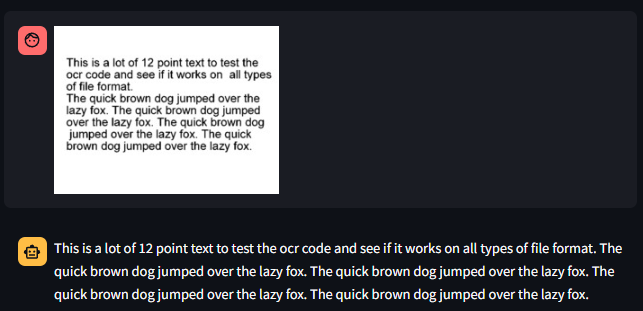 This is a lot of 12 point text to test the
ocr code and see if it works on all types
of file format.
The quick brown dog jumped over the
lazy fox. The quick brown dog jumped
over the lazy fox. The quick brown dog
jumped over the lazy fox. The quick
brown dog jumped over the lazy fox.
This is a lot of 12 point text to test the ocr code and see if it works on all types of file format. The
quick brown dog jumped over the lazy fox. The quick brown dog jumped over the lazy fox. The
quick brown dog jumped over the lazy fox. The quick brown dog jumped over the lazy fox.